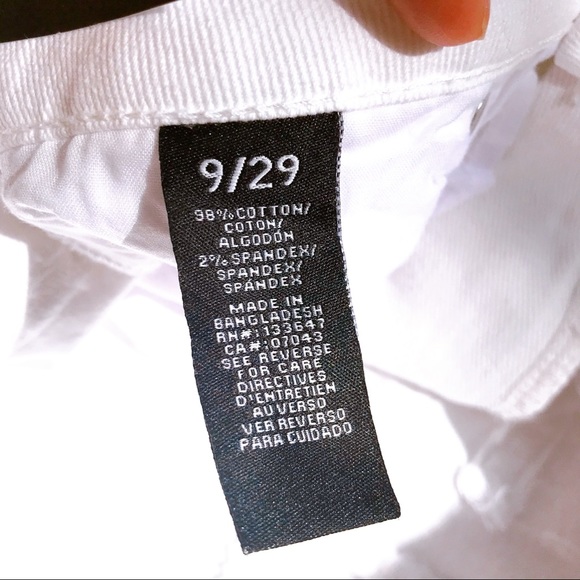 9/29
98% COTTON/
COTON/
ALGODÓN
2% SPANDEX/
SPANDEX/
SPÁNDEX
MADE IN
BANGLADESH
RN#:133647
CA#:07043
SEE REVERSE
FOR CARE
DIRECTIVES
D'ENTRETIEN
AU VERSO
VER REVERSO
PARA CUIDADO